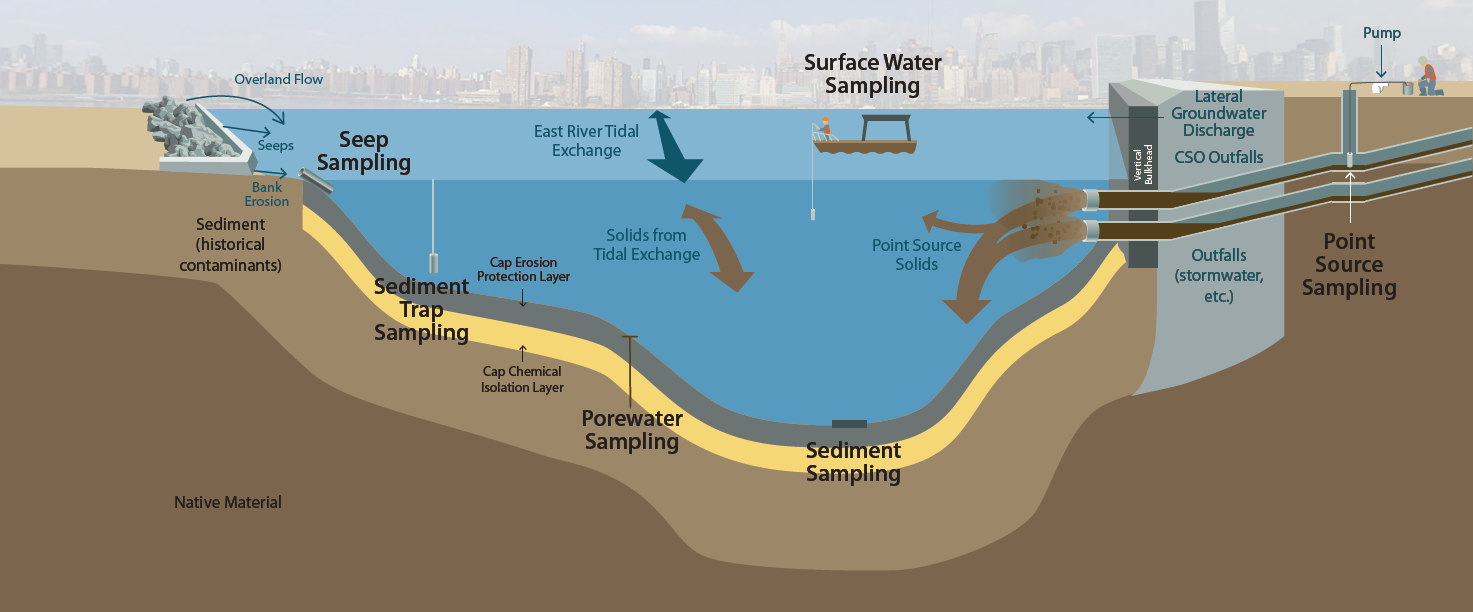 Pump
Surface Water
Sampling
Overland Flow
Lateral
Groundwater
Discharge
East River Tidal
Exchange
Seeps
Seep
Sampling
CSO Outfalls
Vertical
Bulkhead
Bank
Erosion
Sediment
(historical
contaminants)
Solids from
Tidal Exchange
Point Source
Solids
Outfalls
(stormwater,
etc.)
Point
Source
Sampling
Cap Erosion
Protection Layer
Sediment
Trap
Sampling
Cap Chemical
Isolation Layer
Porewater
Sampling
Sediment
Sampling
Native Material